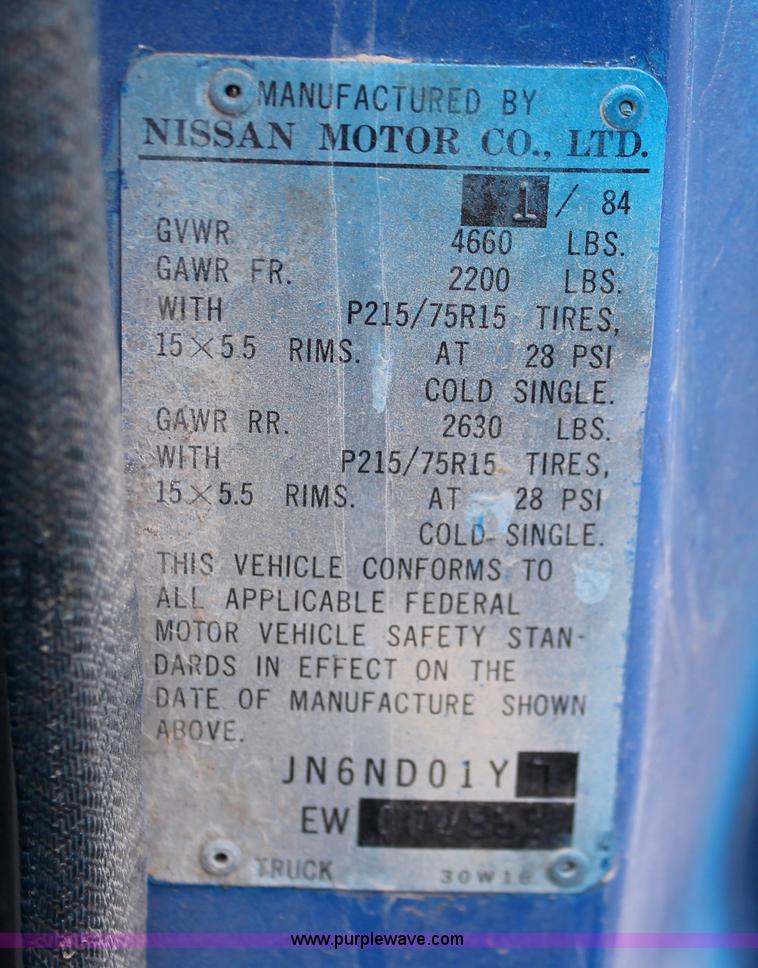 MANUFACTURED BY
NISSAN MOTOR CO., LTD.
1 / 84
GVWR 4660 LBS.
GAWR FR. 2200 LBS.
WITH P215/75R15 TIRES,
15×5.5 RIMS. AT 28 PSI
COLD SINGLE.
GAWR RR. 2630 LBS.
WITH P215/75R15 TIRES,
15×5.5 RIMS. AT 28 PSI
COLD SINGLE.
THIS VEHICLE CONFORMS TO
ALL APPLICABLE FEDERAL
MOTOR VEHICLE SAFETY STAN-
DARDS IN EFFECT ON THE
DATE OF MANUFACTURE SHOWN
ABOVE.
JN6ND01Y
EW
TRUCK 30W16
www.purplewave.com